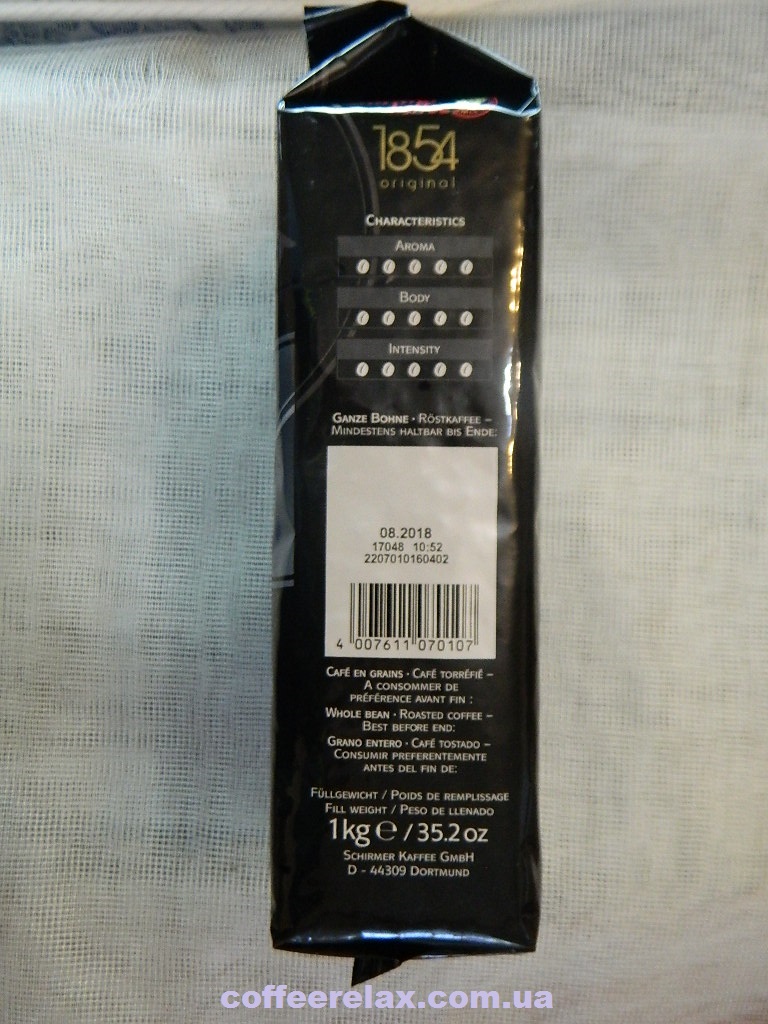 1854
original
CHARACTERISTICS
AROMA
BODY
INTENSITY
GANZE BOHNE · RÖSTKAFFEE –
MINDESTENS HALTBAR BIS ENDE:
08.2018
17048 10:52
2207010160402
4 007611 070107
CAFÉ EN GRAINS · CAFÉ TORRÉFIÉ –
A CONSOMMER DE
PRÉFÉRENCE AVANT FIN :
WHOLE BEAN · ROASTED COFFEE –
BEST BEFORE END:
GRANO ENTERO · CAFÉ TOSTADO –
CONSUMIR PREFERENTEMENTE
ANTES DEL FIN DE:
FÜLLGEWICHT / POIDS DE REMPLISSAGE
FILL WEIGHT / PESO DE LLENADO
1kg ℮ / 35.2 oz
SCHIRMER KAFFEE GMBH
D - 44309 DORTMUND
coffeerelax.com.ua